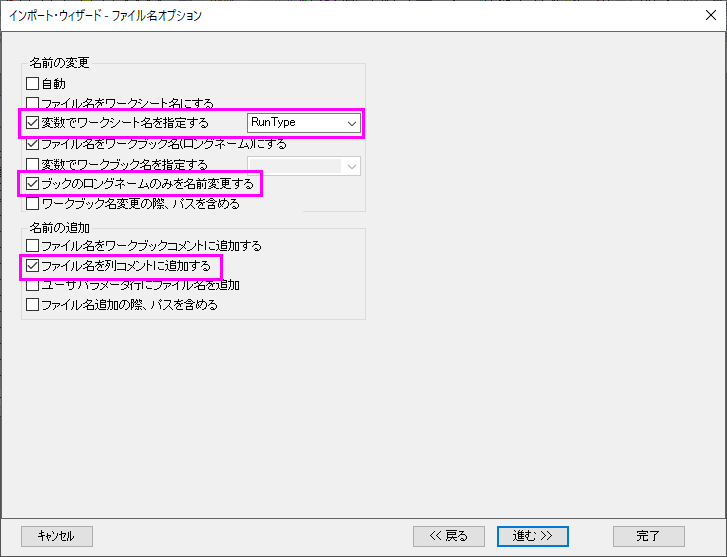 インポート・ウィザード - ファイル名オプション
名前の変更
自動
ファイル名をワークシート名にする
変数でワークシート名を指定する RunType
ファイル名をワークブック名(ロングネーム)にする
変数でワークブック名を指定する
ブックのロングネームのみを名前変更する
ワークブック名変更の際、パスを含める
名前の追加
ファイル名をワークブックコメントに追加する
ファイル名を列コメントに追加する
ユーザパラメータ行にファイル名を追加
ファイル名追加の際、パスを含める
キャンセル << 戻る 進む >> 完了